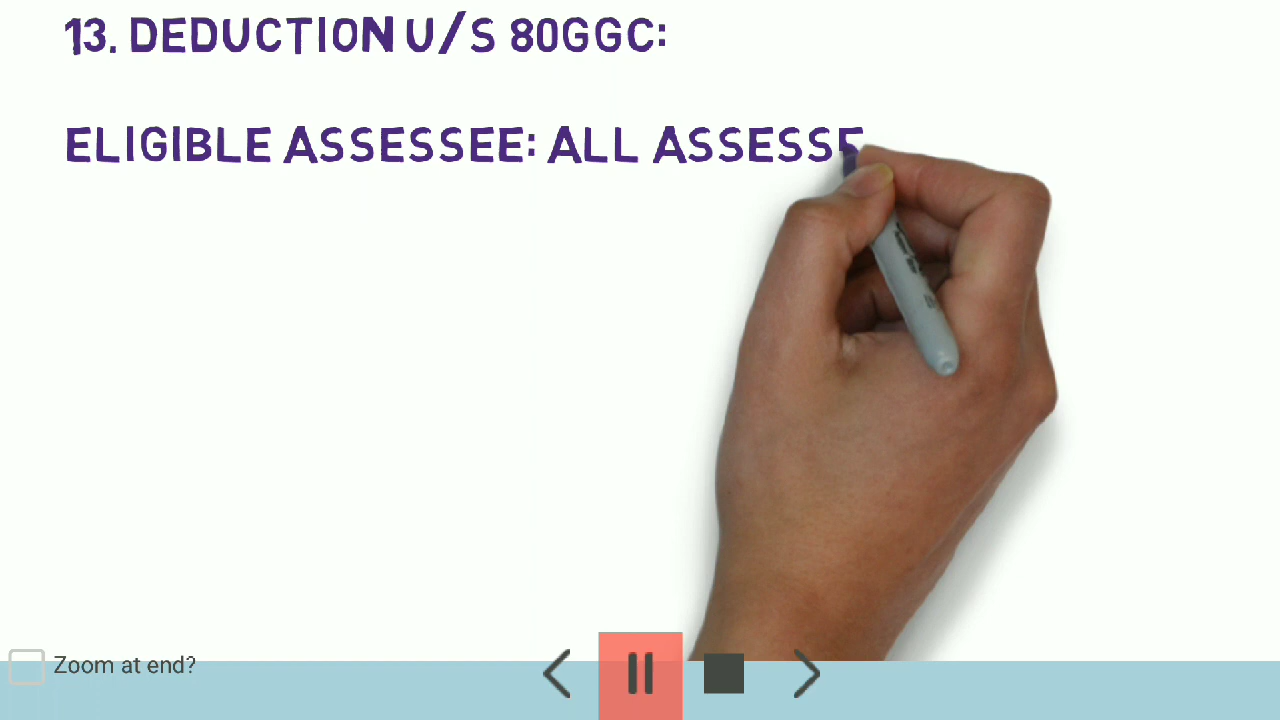 13. DEDUCTION U/S 80GGC:
ELIGIBLE ASSESSEE: ALL ASSESSE
Zoom at end?